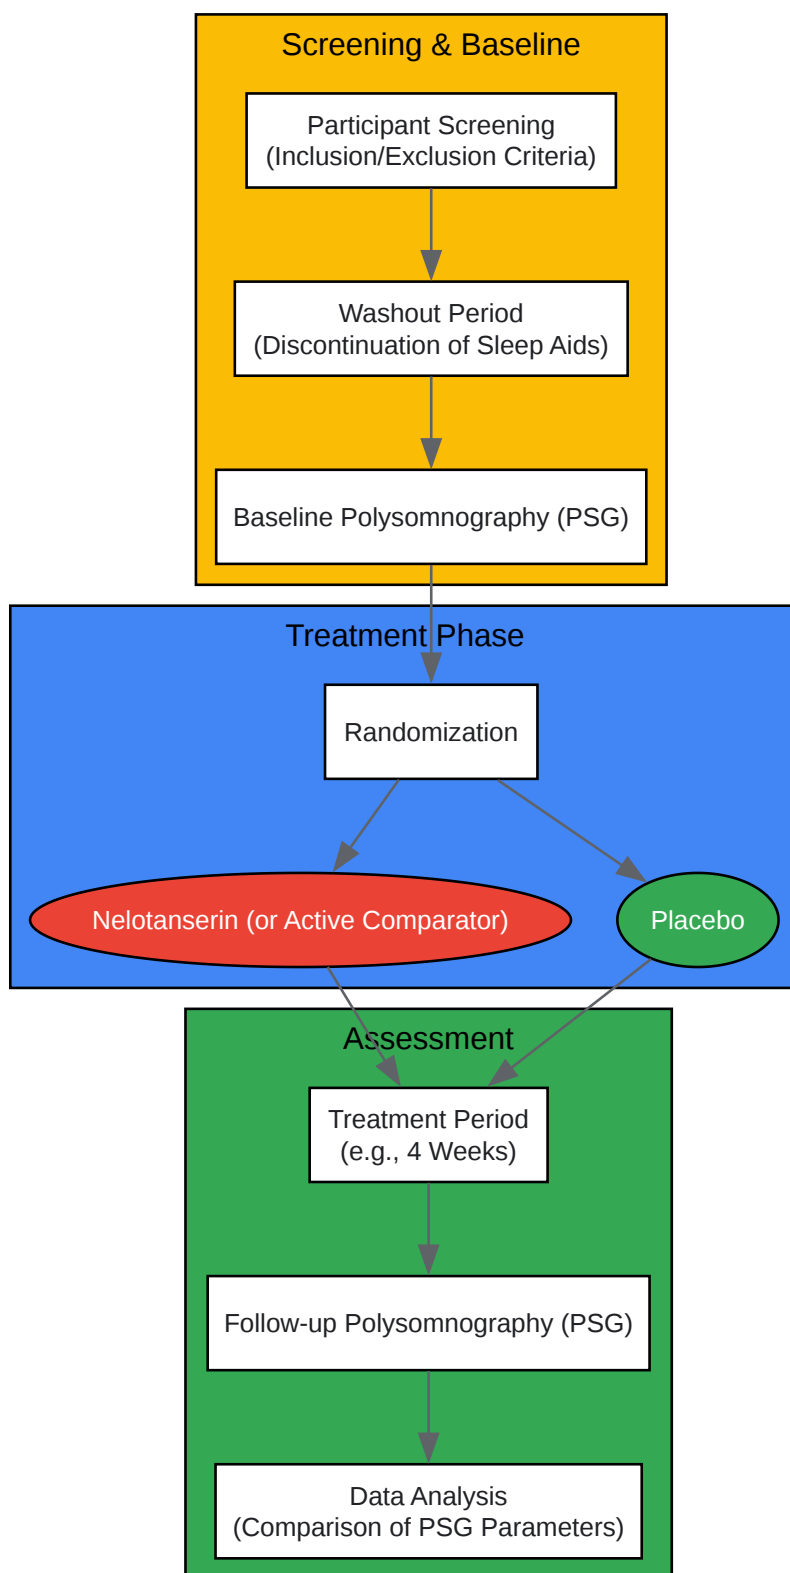 Screening & Baseline
Participant Screening
(Inclusion/Exclusion Criteria)
Washout Period
(Discontinuation of Sleep Aids)
Baseline Polysomnography (PSG)
Treatment Phase
Randomization
Nelotanserin (or Active Comparator)
Placebo
Assessment
Treatment Period
(e.g., 4 Weeks)
Follow-up Polysomnography (PSG)
Data Analysis
(Comparison of PSG Parameters)